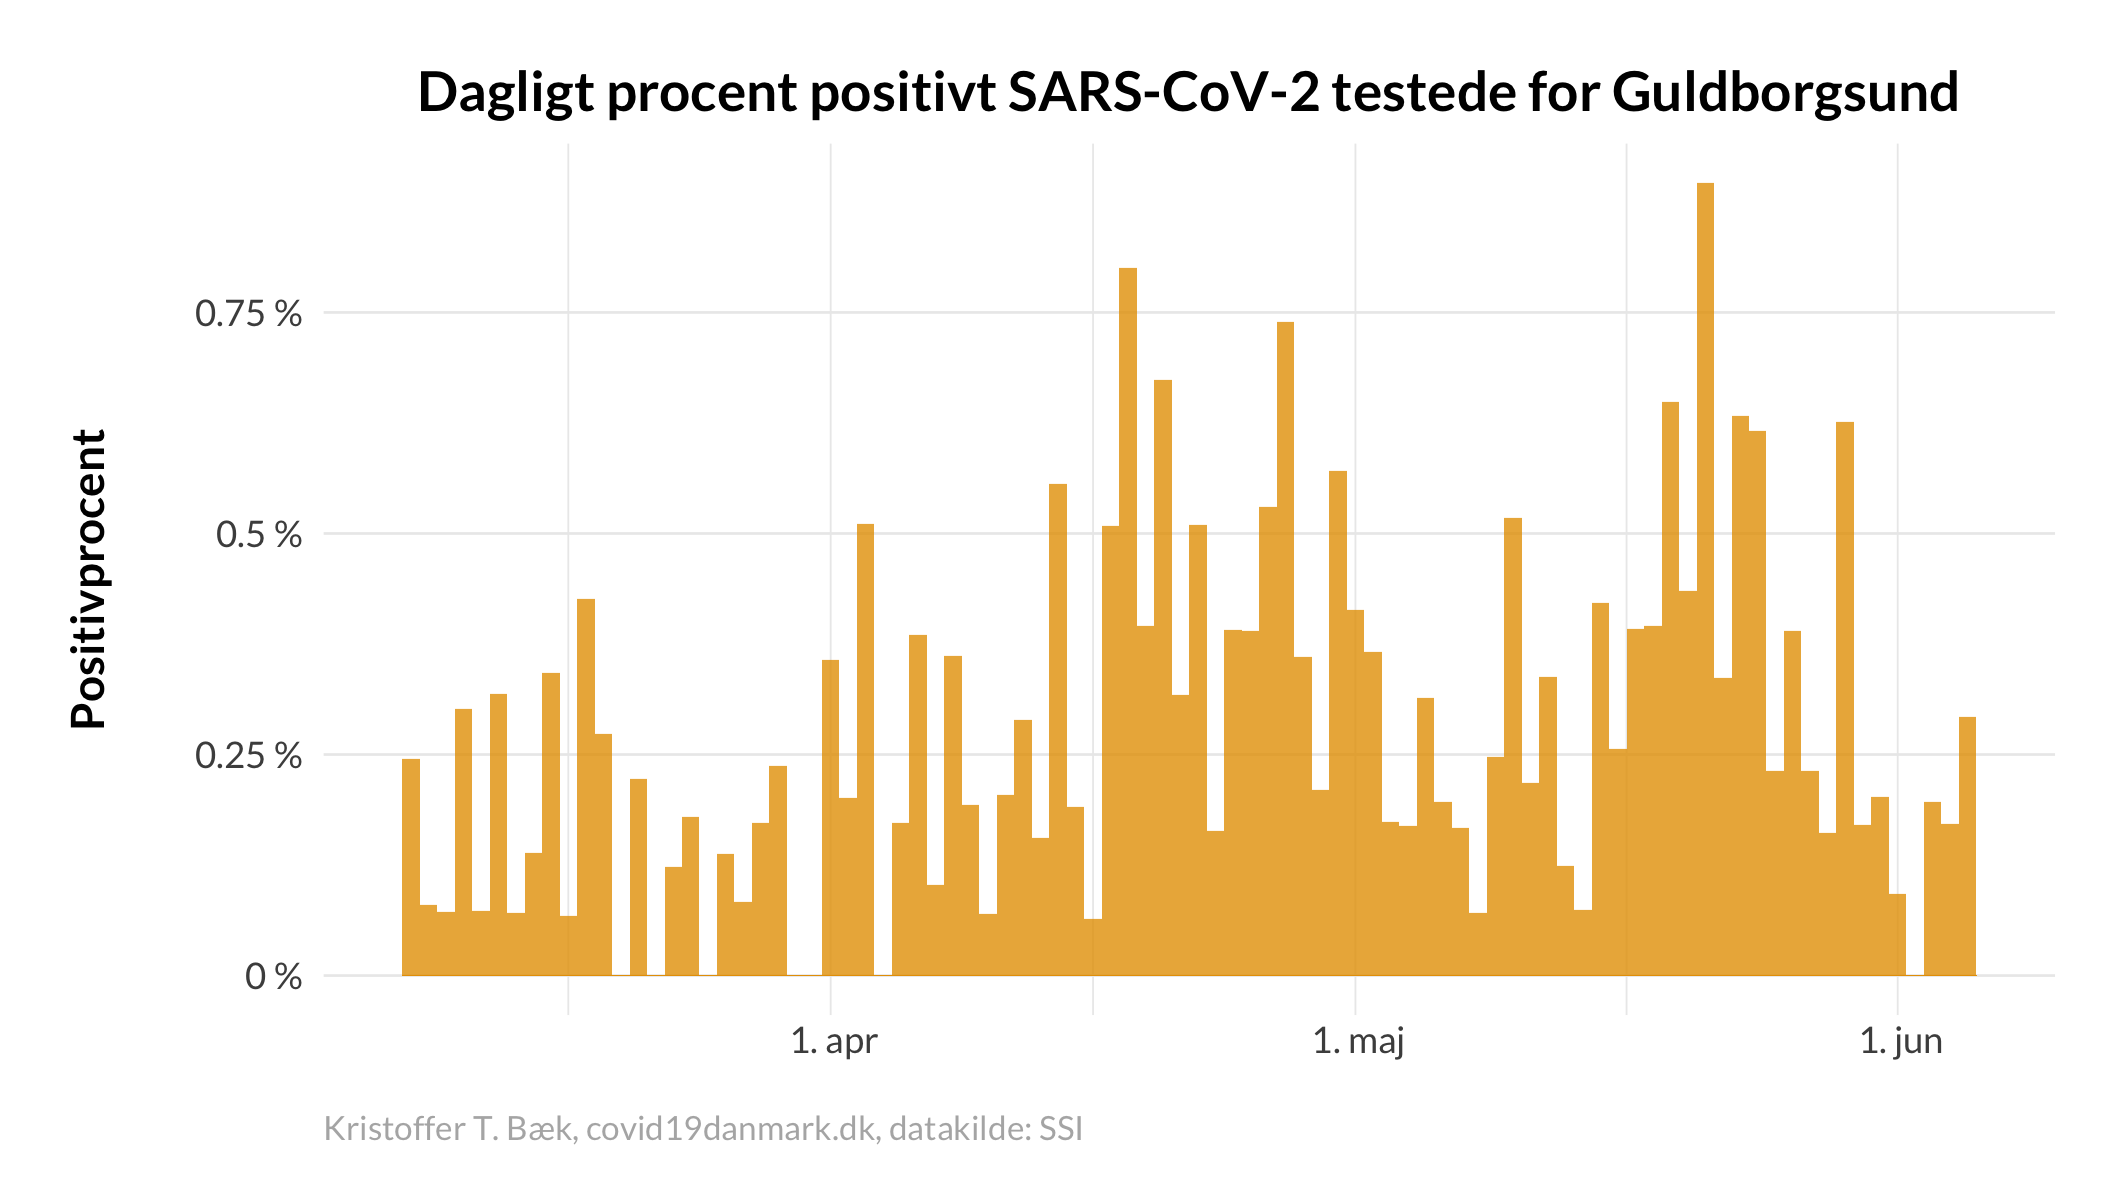 Dagligt procent positivt SARS-CoV-2 testede for Guldborgsund
Positivprocent
0.75 %
0.5 %
0.25 %
0 %
1. apr
1. maj
1. jun
Kristoffer T. Bæk, covid19danmark.dk, datakilde: SSI